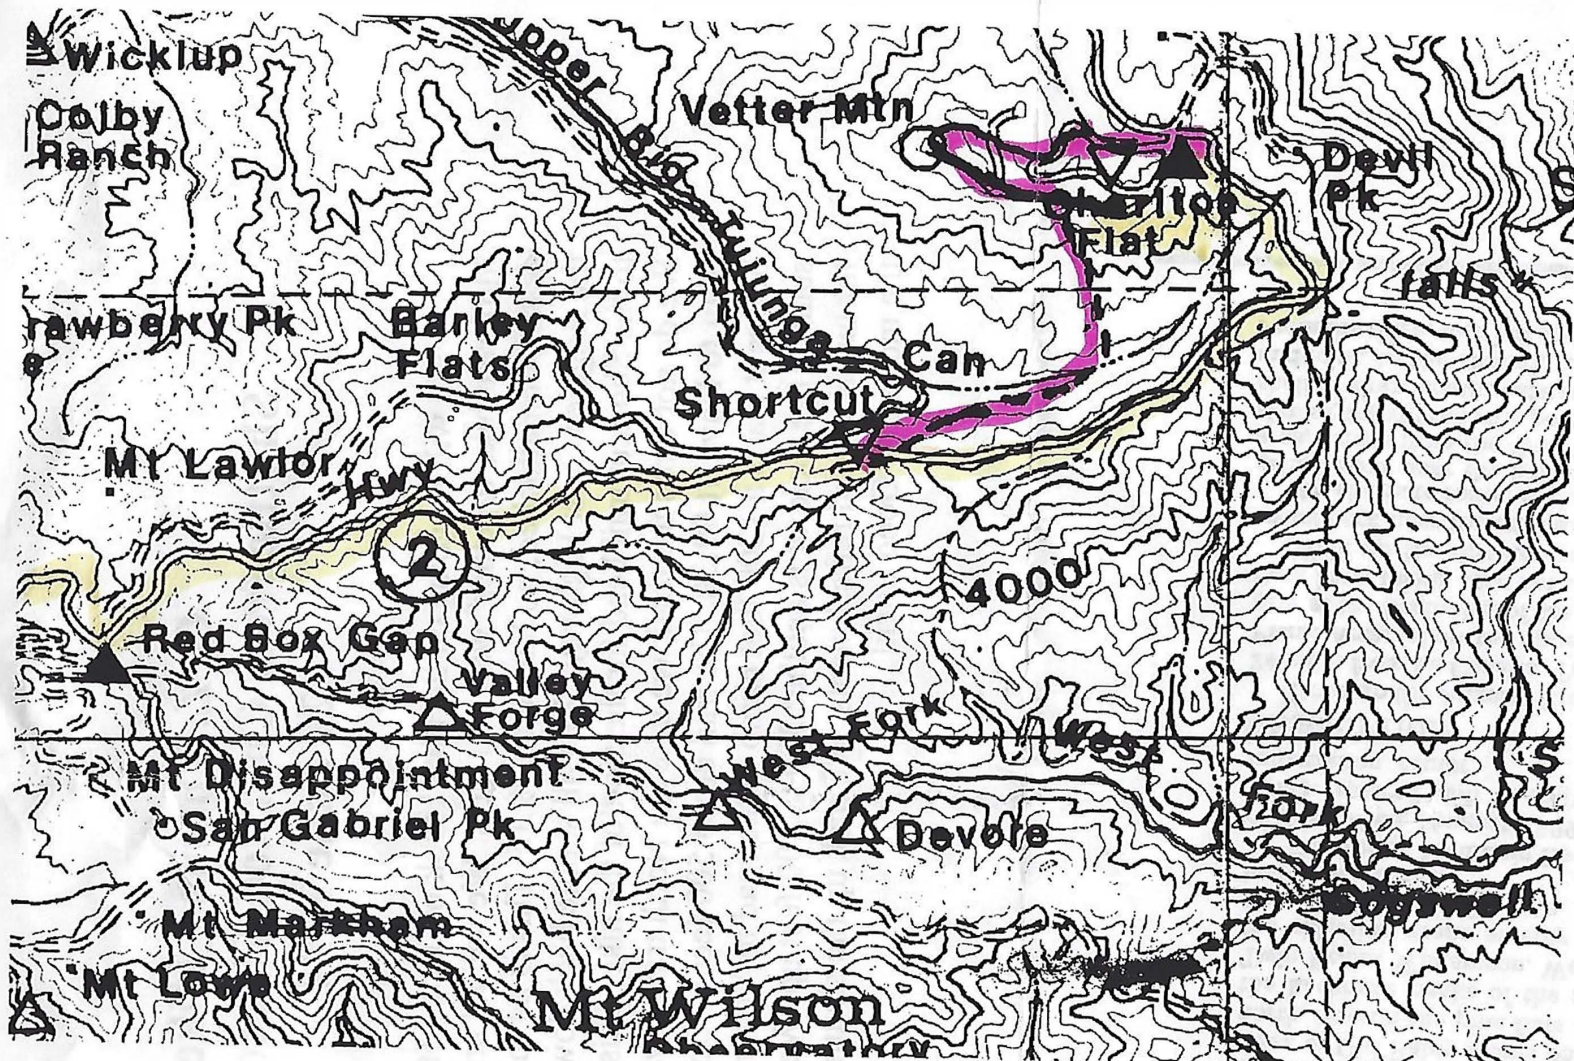 Wicklup
Upper
Big
Tujunga
Can
Vetter Mtn
Colby
Ranch
Devil
Pk
Charlton
Flat
falls
rawberry Pk
Barley
Flats
Shortcut
Mt Lawlor
Hwy
2
4000
Red Box Gap
Valley
Forge
West Fork
West
Fork
Mt Disappointment
San Gabriel Pk
Devore
Cogswell
Mt Markham
Mt Lowe
Mt Wilson
Observatory
S
S